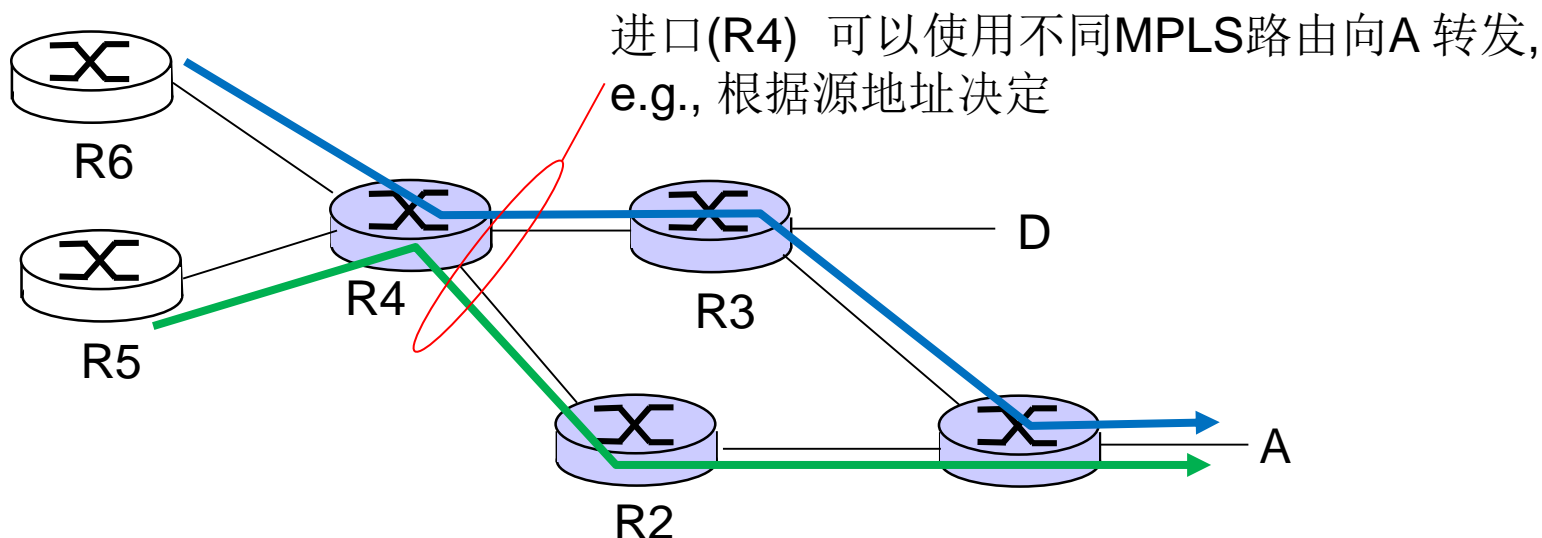 进口(R4) 可以使用不同MPLS路由向A 转发,
e.g., 根据源地址决定
R6
D
R4
R3
R5
A
R2